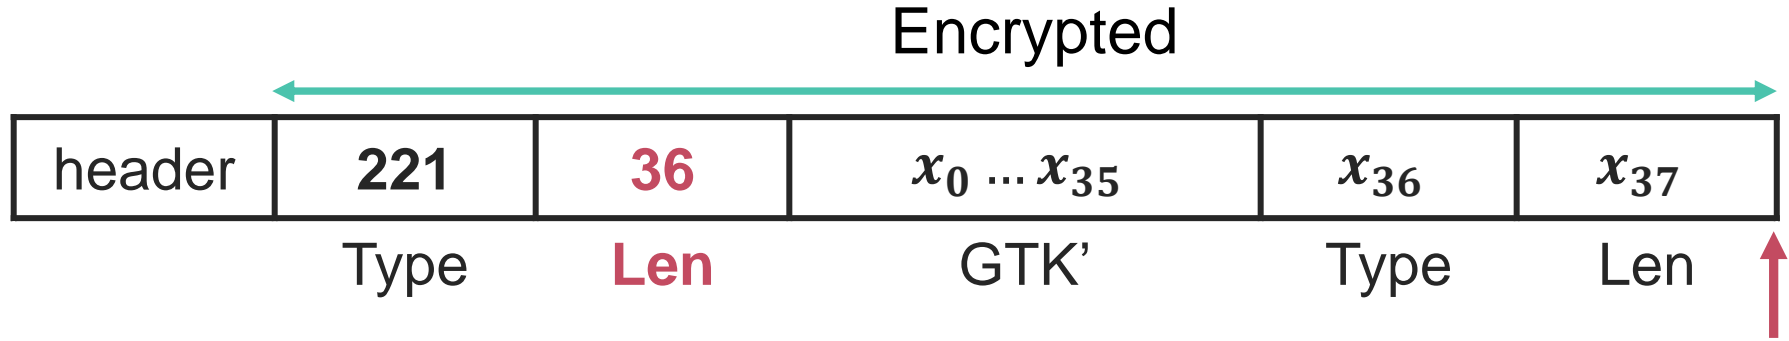 Encrypted
header 221 36 x₀ ... x₃₅ x₃₆ x₃₇
Type Len GTK’ Type Len